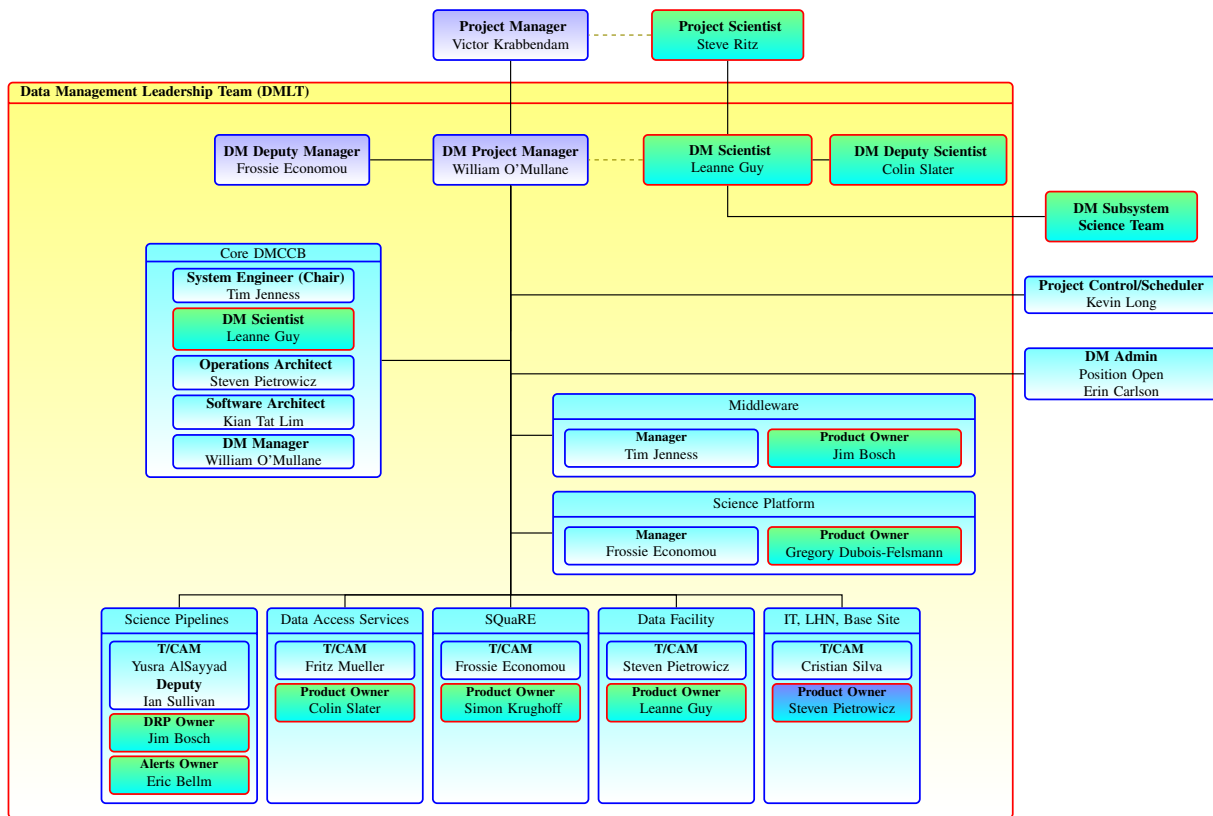 Project Manager
Victor Krabbendam
Project Scientist
Steve Ritz
Data Management Leadership Team (DMLT)
DM Deputy Manager
Frossie Economou
DM Project Manager
William O’Mullane
DM Scientist
Leanne Guy
DM Deputy Scientist
Colin Slater
DM Subsystem
Science Team
Core DMCCB
System Engineer (Chair)
Tim Jenness
DM Scientist
Leanne Guy
Operations Architect
Steven Pietrowicz
Software Architect
Kian Tat Lim
DM Manager
William O’Mullane
Project Control/Scheduler
Kevin Long
DM Admin
Position Open
Erin Carlson
Middleware
Manager
Tim Jenness
Product Owner
Jim Bosch
Science Platform
Manager
Frossie Economou
Product Owner
Gregory Dubois-Felsmann
Science Pipelines
T/CAM
Yusra AlSayyad
Deputy
Ian Sullivan
DRP Owner
Jim Bosch
Alerts Owner
Eric Bellm
Data Access Services
T/CAM
Fritz Mueller
Product Owner
Colin Slater
SQuaRE
T/CAM
Frossie Economou
Product Owner
Simon Krughoff
Data Facility
T/CAM
Steven Pietrowicz
Product Owner
Leanne Guy
IT, LHN, Base Site
T/CAM
Cristian Silva
Product Owner
Steven Pietrowicz